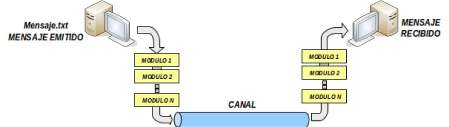 Mensaje.txt
MENSAJE EMITIDO
MENSAJE
RECIBIDO
MODULO 1
MODULO 2
MODULO N
MODULO 1
MODULO 2
MODULO N
CANAL